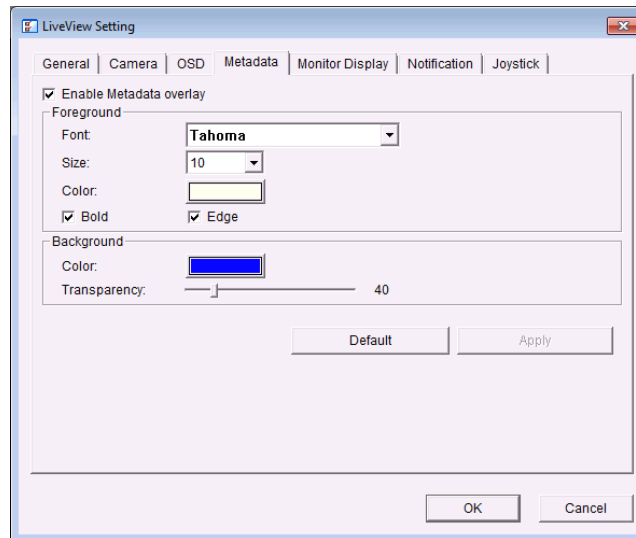 LiveView Setting
General Camera OSD Metadata Monitor Display Notification Joystick
Enable Metadata overlay
Foreground
Font: Tahoma
Size: 10
Color:
Bold Edge
Background
Color:
Transparency: 40
Default Apply
OK Cancel